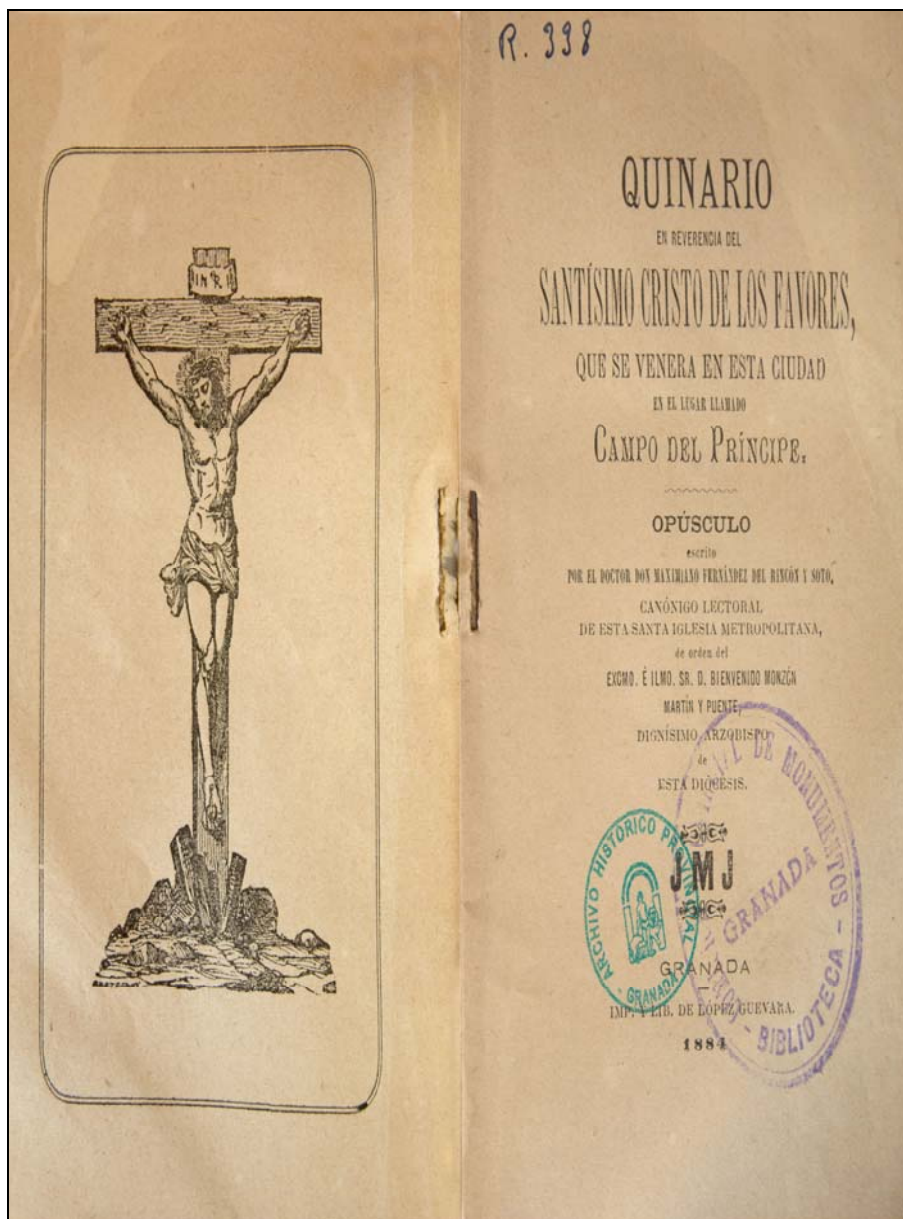 INRI
R. 338
QUINARIO
EN REVERENCIA DEL
SANTÍSIMO CRISTO DE LOS FAVORES,
QUE SE VENERA EN ESTA CIUDAD
EN EL LUGAR LLAMADO
CAMPO DEL PRÍNCIPE.
OPÚSCULO
escrito
POR EL DOCTOR DON MAXIMIANO FERNÁNDEZ DEL RINCÓN Y SOTO,
CANÓNIGO LECTORAL
DE ESTA SANTA IGLESIA METROPOLITANA,
de orden del
EXCMO. É ILMO. SR. D. BIENVENIDO MONZÓN
MARTÍN Y PUENTE,
DIGNÍSIMO ARZOBISPO
de
ESTA DIÓCESIS.
JMJ
GRANADA
IMP. Y LIB. DE LÓPEZ GUEVARA.
1884
ARCHIVO HISTORICO PROVINCIAL
- GRANADA -
DE MONUMENTOS
GRANADA
- BIBLIOTECA -